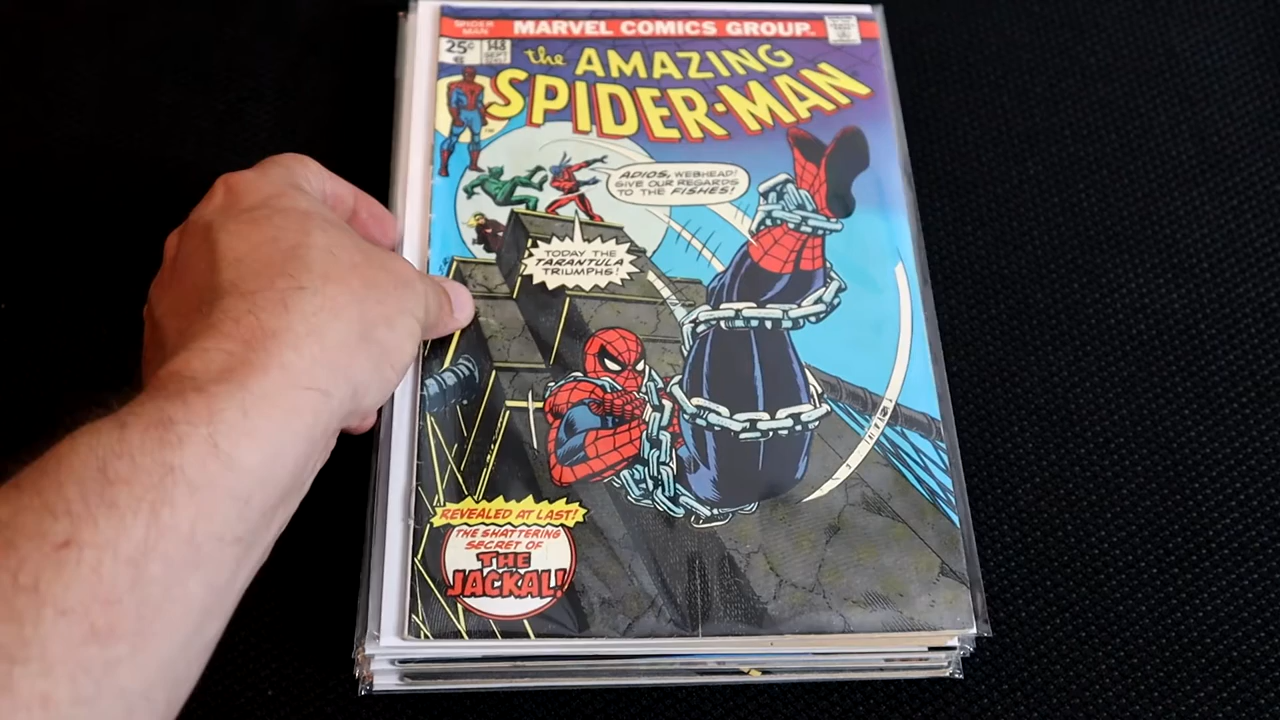 SPIDER MAN
MARVEL COMICS GROUP
25¢
148
SEPT
the AMAZING
SPIDER-MAN
ADIOS, WEBHEAD!
GIVE OUR REGARDS
TO THE FISHES!
TODAY THE
TARANTULA
TRIUMPHS!
REVEALED AT LAST!
THE SHATTERING
SECRET OF
THE
JACKAL!